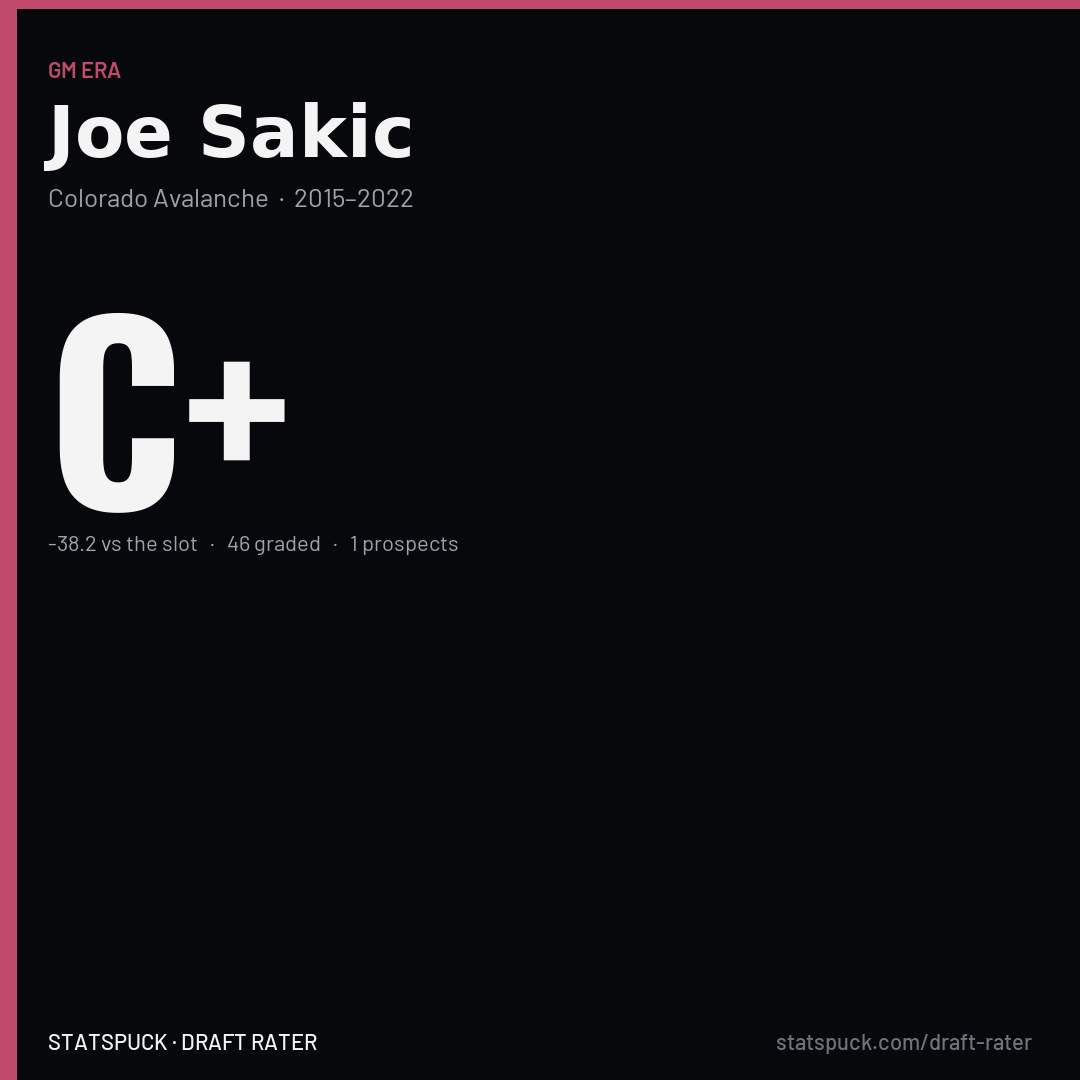 GM ERA
Joe Sakic
Colorado Avalanche · 2015–2022
C+
-38.2 vs the slot · 46 graded · 1 prospects
STATSPUCK · DRAFT RATER
statspuck.com/draft-rater